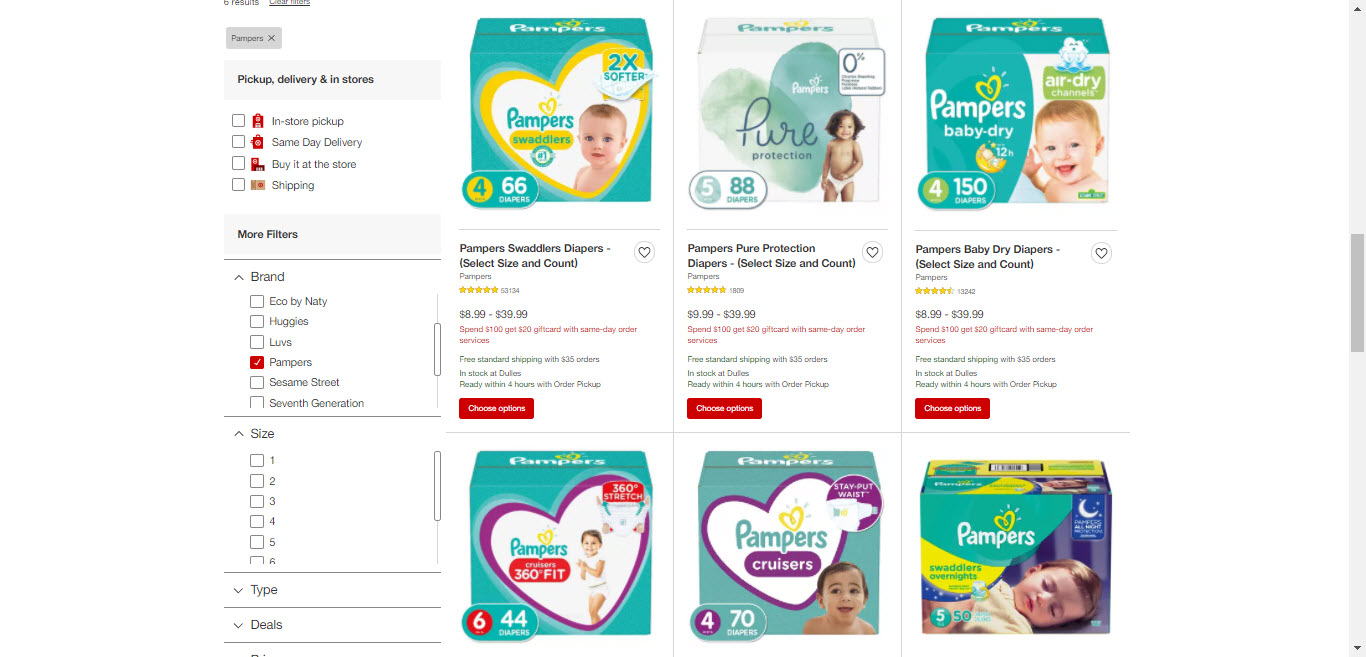 6 results Clear filters
Pampers
Pickup, delivery & in stores
In-store pickup
Same Day Delivery
Buy it at the store
Shipping
More Filters
Brand
Eco by Naty
Huggies
Luvs
Pampers
Sesame Street
Seventh Generation
Size
1
2
3
4
5
6
Type
Deals
Pampers
2X
SOFTER
Pampers
swaddlers
#1
4 66
DIAPERS
Pampers Swaddlers Diapers -
(Select Size and Count)
Pampers
53134
$8.99 - $39.99
Spend $100 get $20 giftcard with same-day order
services
Free standard shipping with $35 orders
In stock at Dulles
Ready within 4 hours with Order Pickup
Choose options
Pampers
0%
Pampers
Pure
protection
5 88
DIAPERS
Pampers Pure Protection
Diapers - (Select Size and Count)
Pampers
1809
$9.99 - $39.99
Spend $100 get $20 giftcard with same-day order
services
Free standard shipping with $35 orders
In stock at Dulles
Ready within 4 hours with Order Pickup
Choose options
Pampers
air-dry
channels
Pampers
baby-dry
12h
4 150
DIAPERS
Pampers Baby Dry Diapers -
(Select Size and Count)
Pampers
13242
$8.99 - $39.99
Spend $100 get $20 giftcard with same-day order
services
Free standard shipping with $35 orders
In stock at Dulles
Ready within 4 hours with Order Pickup
Choose options
Pampers
360°
STRETCH
Pampers
cruisers
360°FIT
6 44
DIAPERS
Pampers
STAY-PUT
WAIST
Pampers
cruisers
4 70
DIAPERS
Pampers
PAMPERS
ALL NIGHT
PROTECTION
Pampers
swaddlers
overnights
5 50